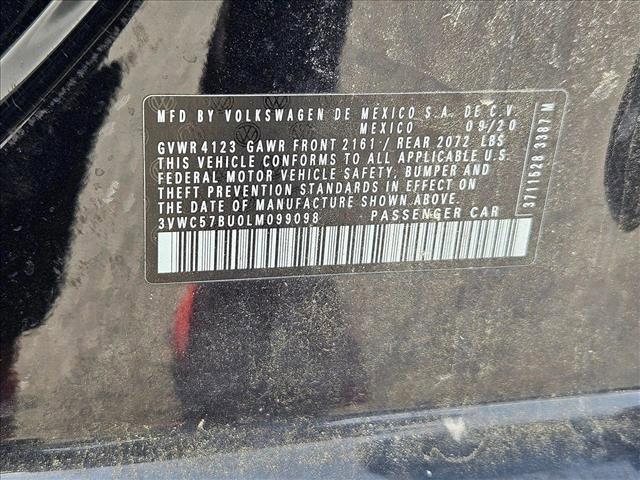 MFD BY VOLKSWAGEN DE MEXICO S.A. DE C.V.
MEXICO 09/20
GVWR 4123 GAWR FRONT 2161 / REAR 2072 LBS
THIS VEHICLE CONFORMS TO ALL APPLICABLE U.S.
FEDERAL MOTOR VEHICLE SAFETY, BUMPER AND
THEFT PREVENTION STANDARDS IN EFFECT ON
THE DATE OF MANUFACTURE SHOWN ABOVE.
3VWC57BU0LM099098 PASSENGER CAR
3711528 3387 M